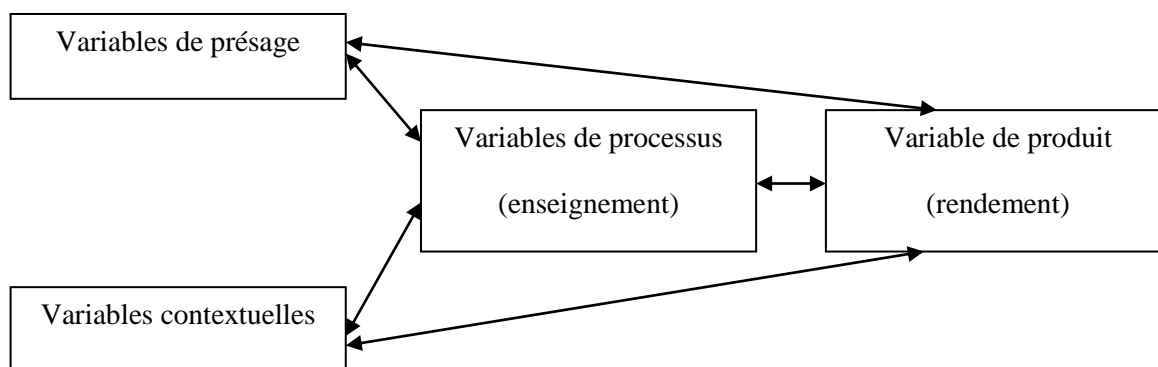 Variables de présage
Variables de processus
(enseignement)
Variable de produit
(rendement)
Variables contextuelles